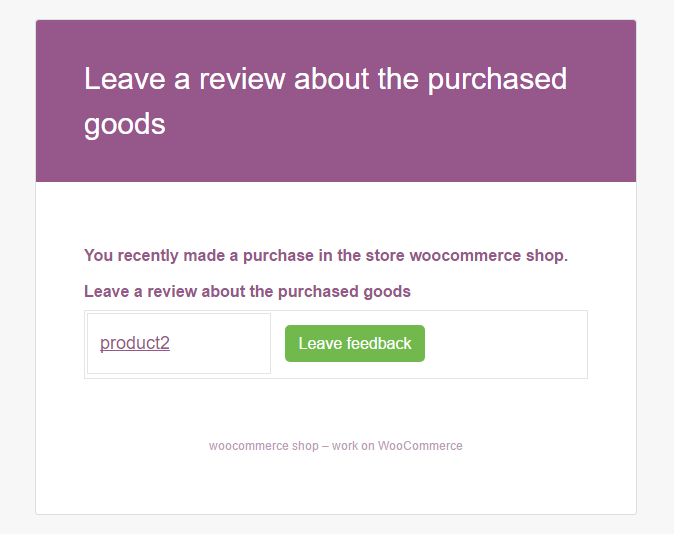 Leave a review about the purchased
goods
You recently made a purchase in the store woocommerce shop.
Leave a review about the purchased goods
product2
Leave feedback
woocommerce shop – work on WooCommerce